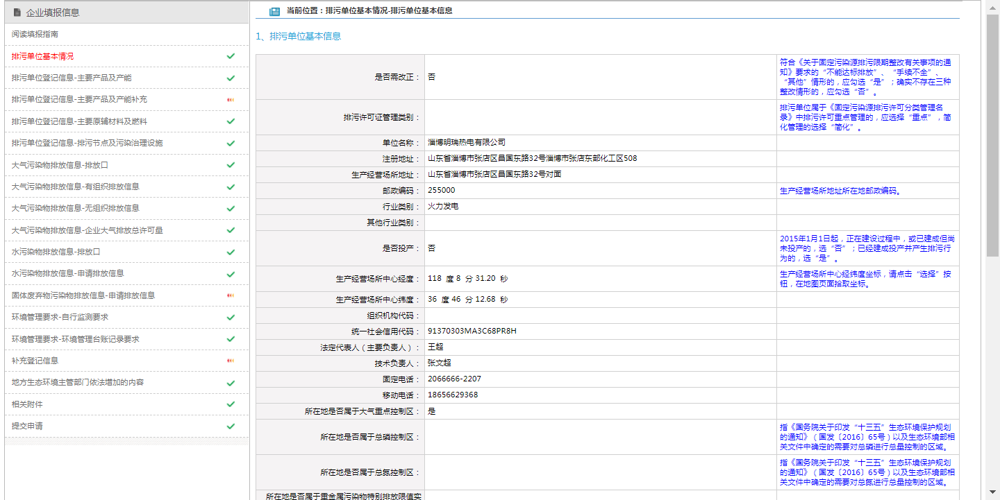 企业填报信息
阅读填报指南
排污单位基本情况
排污单位登记信息-主要产品及产能
排污单位登记信息-主要产品及产能补充
排污单位登记信息-主要原辅材料及燃料
排污单位登记信息-排污节点及污染治理设施
大气污染物排放信息-排放口
大气污染物排放信息-有组织排放信息
大气污染物排放信息-无组织排放信息
大气污染物排放信息-企业大气排放总许可量
水污染物排放信息-排放口
水污染物排放信息-申请排放信息
固体废弃物污染物排放信息-申请排放信息
环境管理要求-自行监测要求
环境管理要求-环境管理台账记录要求
补充登记信息
地方生态环境主管部门依法增加的内容
相关附件
提交申请
当前位置：排污单位基本情况-排污单位基本信息
1、排污单位基本信息
是否需改正： 否
符合《关于固定污染源排污限期整改有关事项的通
知》要求的“不能达标排放”、“手续不全”、
“其他”情形的，应勾选“是”；确实不存在三种
整改情形的，应勾选“否”。
排污许可证管理类别：
排污单位属于《固定污染源排污许可分类管理名
录》中排污许可重点管理的，应选择“重点”，简
化管理的选择“简化”。
单位名称： 淄博明瑞热电有限公司
注册地址： 山东省淄博市张店区昌国东路32号淄博市张店东部化工区508
生产经营场所地址： 山东省淄博市张店区昌国东路32号对面
邮政编码： 255000 生产经营场所地址所在地邮政编码。
行业类别： 火力发电
其他行业类别：
是否投产： 否
2015年1月1日起，正在建设过程中，或已建成但尚
未投产的，选“否”；已经建成投产并产生排污行
为的，选“是”。
生产经营场所中心经度： 118 度 8 分 31.20 秒
生产经营场所中心经纬度坐标，请点击“选择”按
钮，在地图页面拾取坐标。
生产经营场所中心纬度： 36 度 46 分 12.68 秒
组织机构代码：
统一社会信用代码： 91370303MA3C68PR8H
法定代表人（主要负责人）： 王超
技术负责人： 张文超
固定电话： 2066666-2207
移动电话： 18656629368
所在地是否属于大气重点控制区： 是
所在地是否属于总磷控制区：
指《国务院关于印发“十三五”生态环境保护规划
的通知》（国发〔2016〕65号）以及生态环境部相
关文件中确定的需要对总磷进行总量控制的区域。
所在地是否属于总氮控制区：
指《国务院关于印发“十三五”生态环境保护规划
的通知》（国发〔2016〕65号）以及生态环境部相
关文件中确定的需要对总氮进行总量控制的区域。
所在地是否属于重金属污染物特别排放限值实